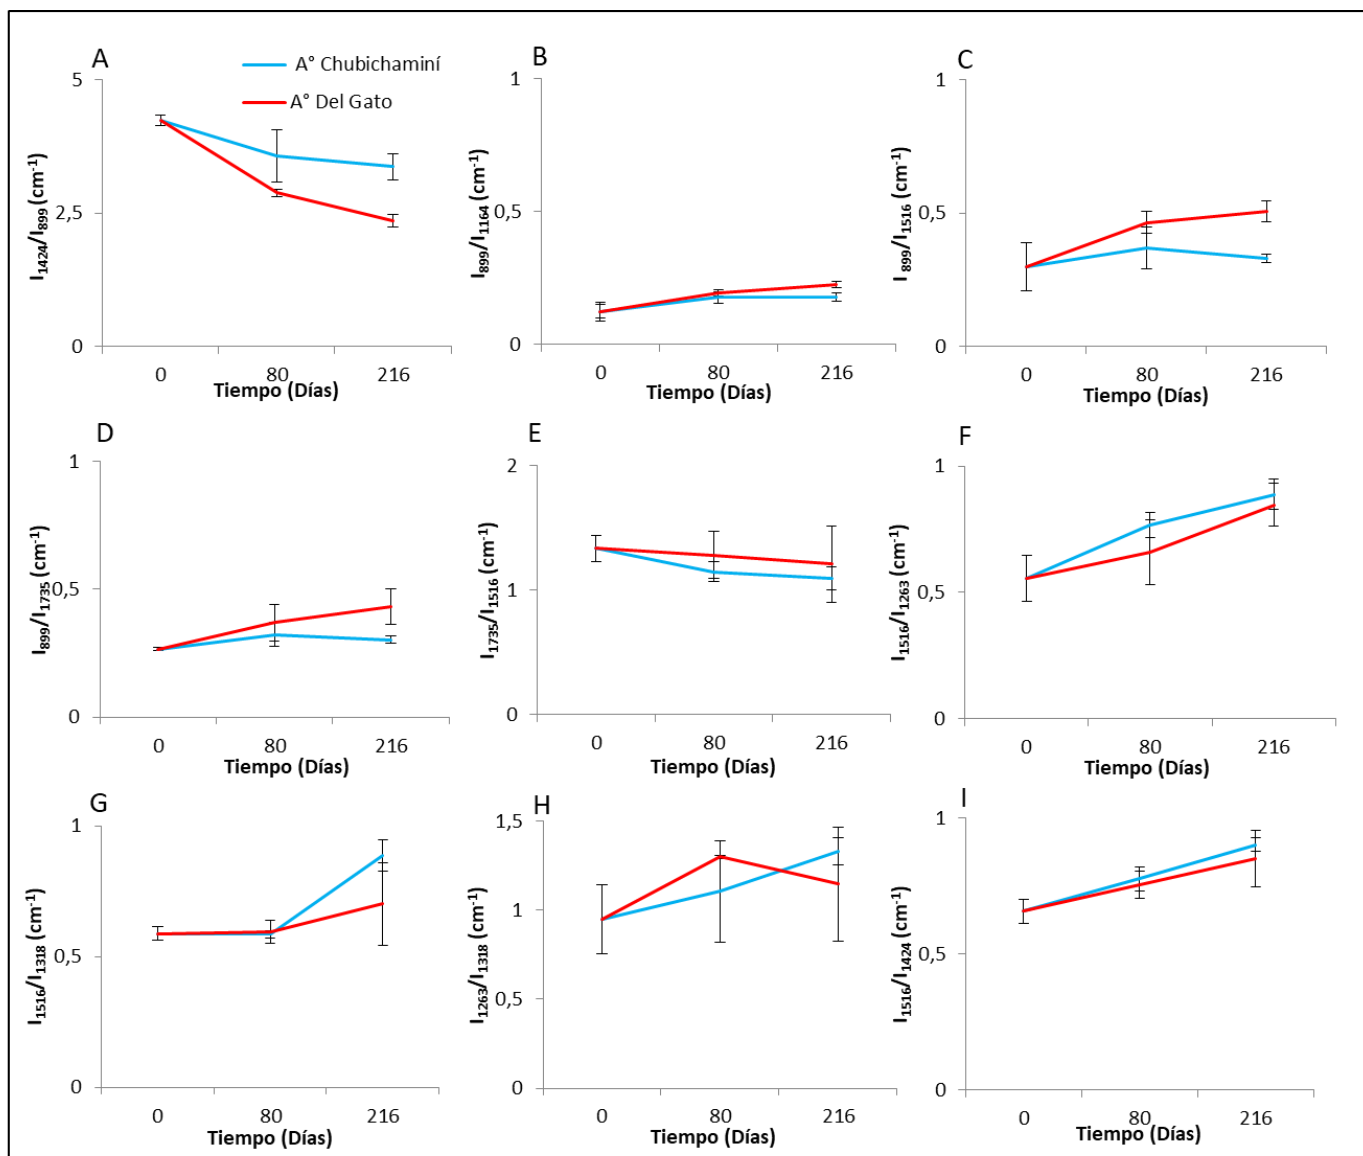 A
A° Chubichaminí
A° Del Gato
5
2,5
0
I1424/I899 (cm-1)
0 80 216
Tiempo (Días)
B
1
0,5
0
I899/I1164 (cm-1)
0 80 216
Tiempo (Días)
C
1
0,5
0
I 899/I1516 (cm-1)
0 80 216
Tiempo (Días)
D
1
0,5
0
I899/I1735 (cm-1)
0 80 216
Tiempo (Días)
E
2
1
0
I1735/I1516 (cm-1)
0 80 216
Tiempo (Días)
F
1
0,5
0
I1516/I1263 (cm-1)
0 80 216
Tiempo (Días)
G
1
0,5
0
I1516/I1318 (cm-1)
0 80 216
Tiempo (Días)
H
1,5
1
0,5
0
I1263/I1318 (cm-1)
0 80 216
Tiempo (Días)
I
1
0,5
0
I1516/I1424 (cm-1)
0 80 216
Tiempo (Días)